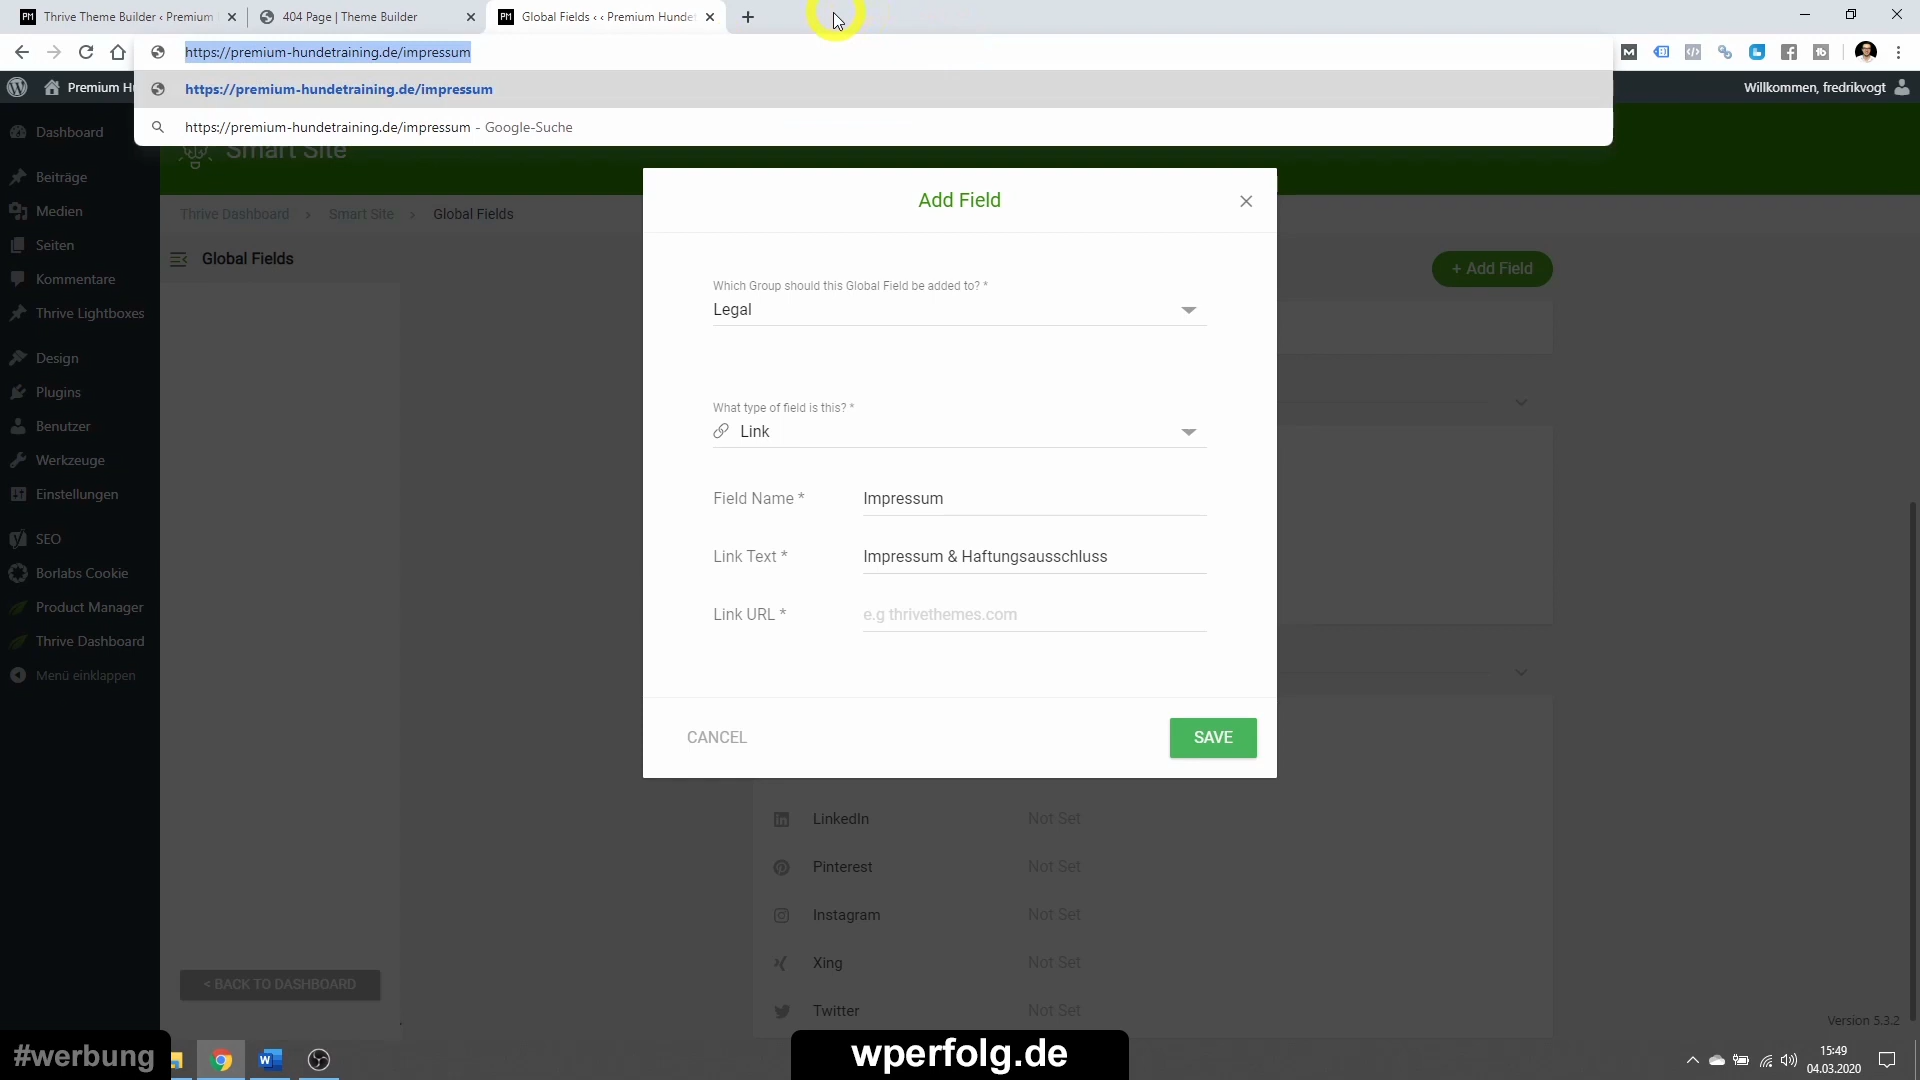 Thrive Theme Builder ‹ Premium
404 Page | Theme Builder
Global Fields ‹ ‹ Premium Hunde
https://premium-hundetraining.de/impressum
https://premium-hundetraining.de/impressum
https://premium-hundetraining.de/impressum - Google-Suche
Premium H
Willkommen, fredrikvogt
Dashboard
Beiträge
Medien
Seiten
Kommentare
Thrive Lightboxes
Design
Plugins
Benutzer
Werkzeuge
Einstellungen
SEO
Borlabs Cookie
Product Manager
Thrive Dashboard
Menü einklappen
Smart Site
Thrive Dashboard › Smart Site › Global Fields
Global Fields
+ Add Field
Add Field
Which Group should this Global Field be added to? *
Legal
What type of field is this? *
Link
Field Name * Impressum
Link Text * Impressum & Haftungsausschluss
Link URL * e.g thrivethemes.com
CANCEL
SAVE
LinkedIn Not Set
Pinterest Not Set
Instagram Not Set
Xing Not Set
Twitter Not Set
< BACK TO DASHBOARD
Version 5.3.2
#werbung
wperfolg.de
15:49
04.03.2020